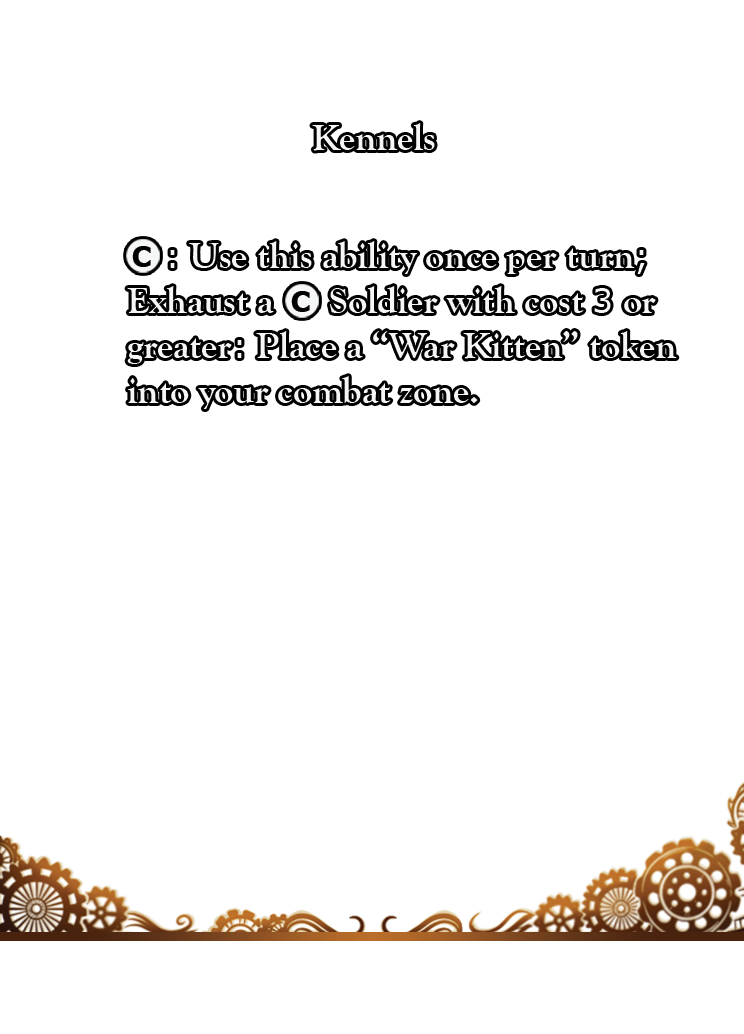 Kennels
©: Use this ability once per turn;
Exhaust a © Soldier with cost 3 or
greater: Place a “War Kitten” token
into your combat zone.